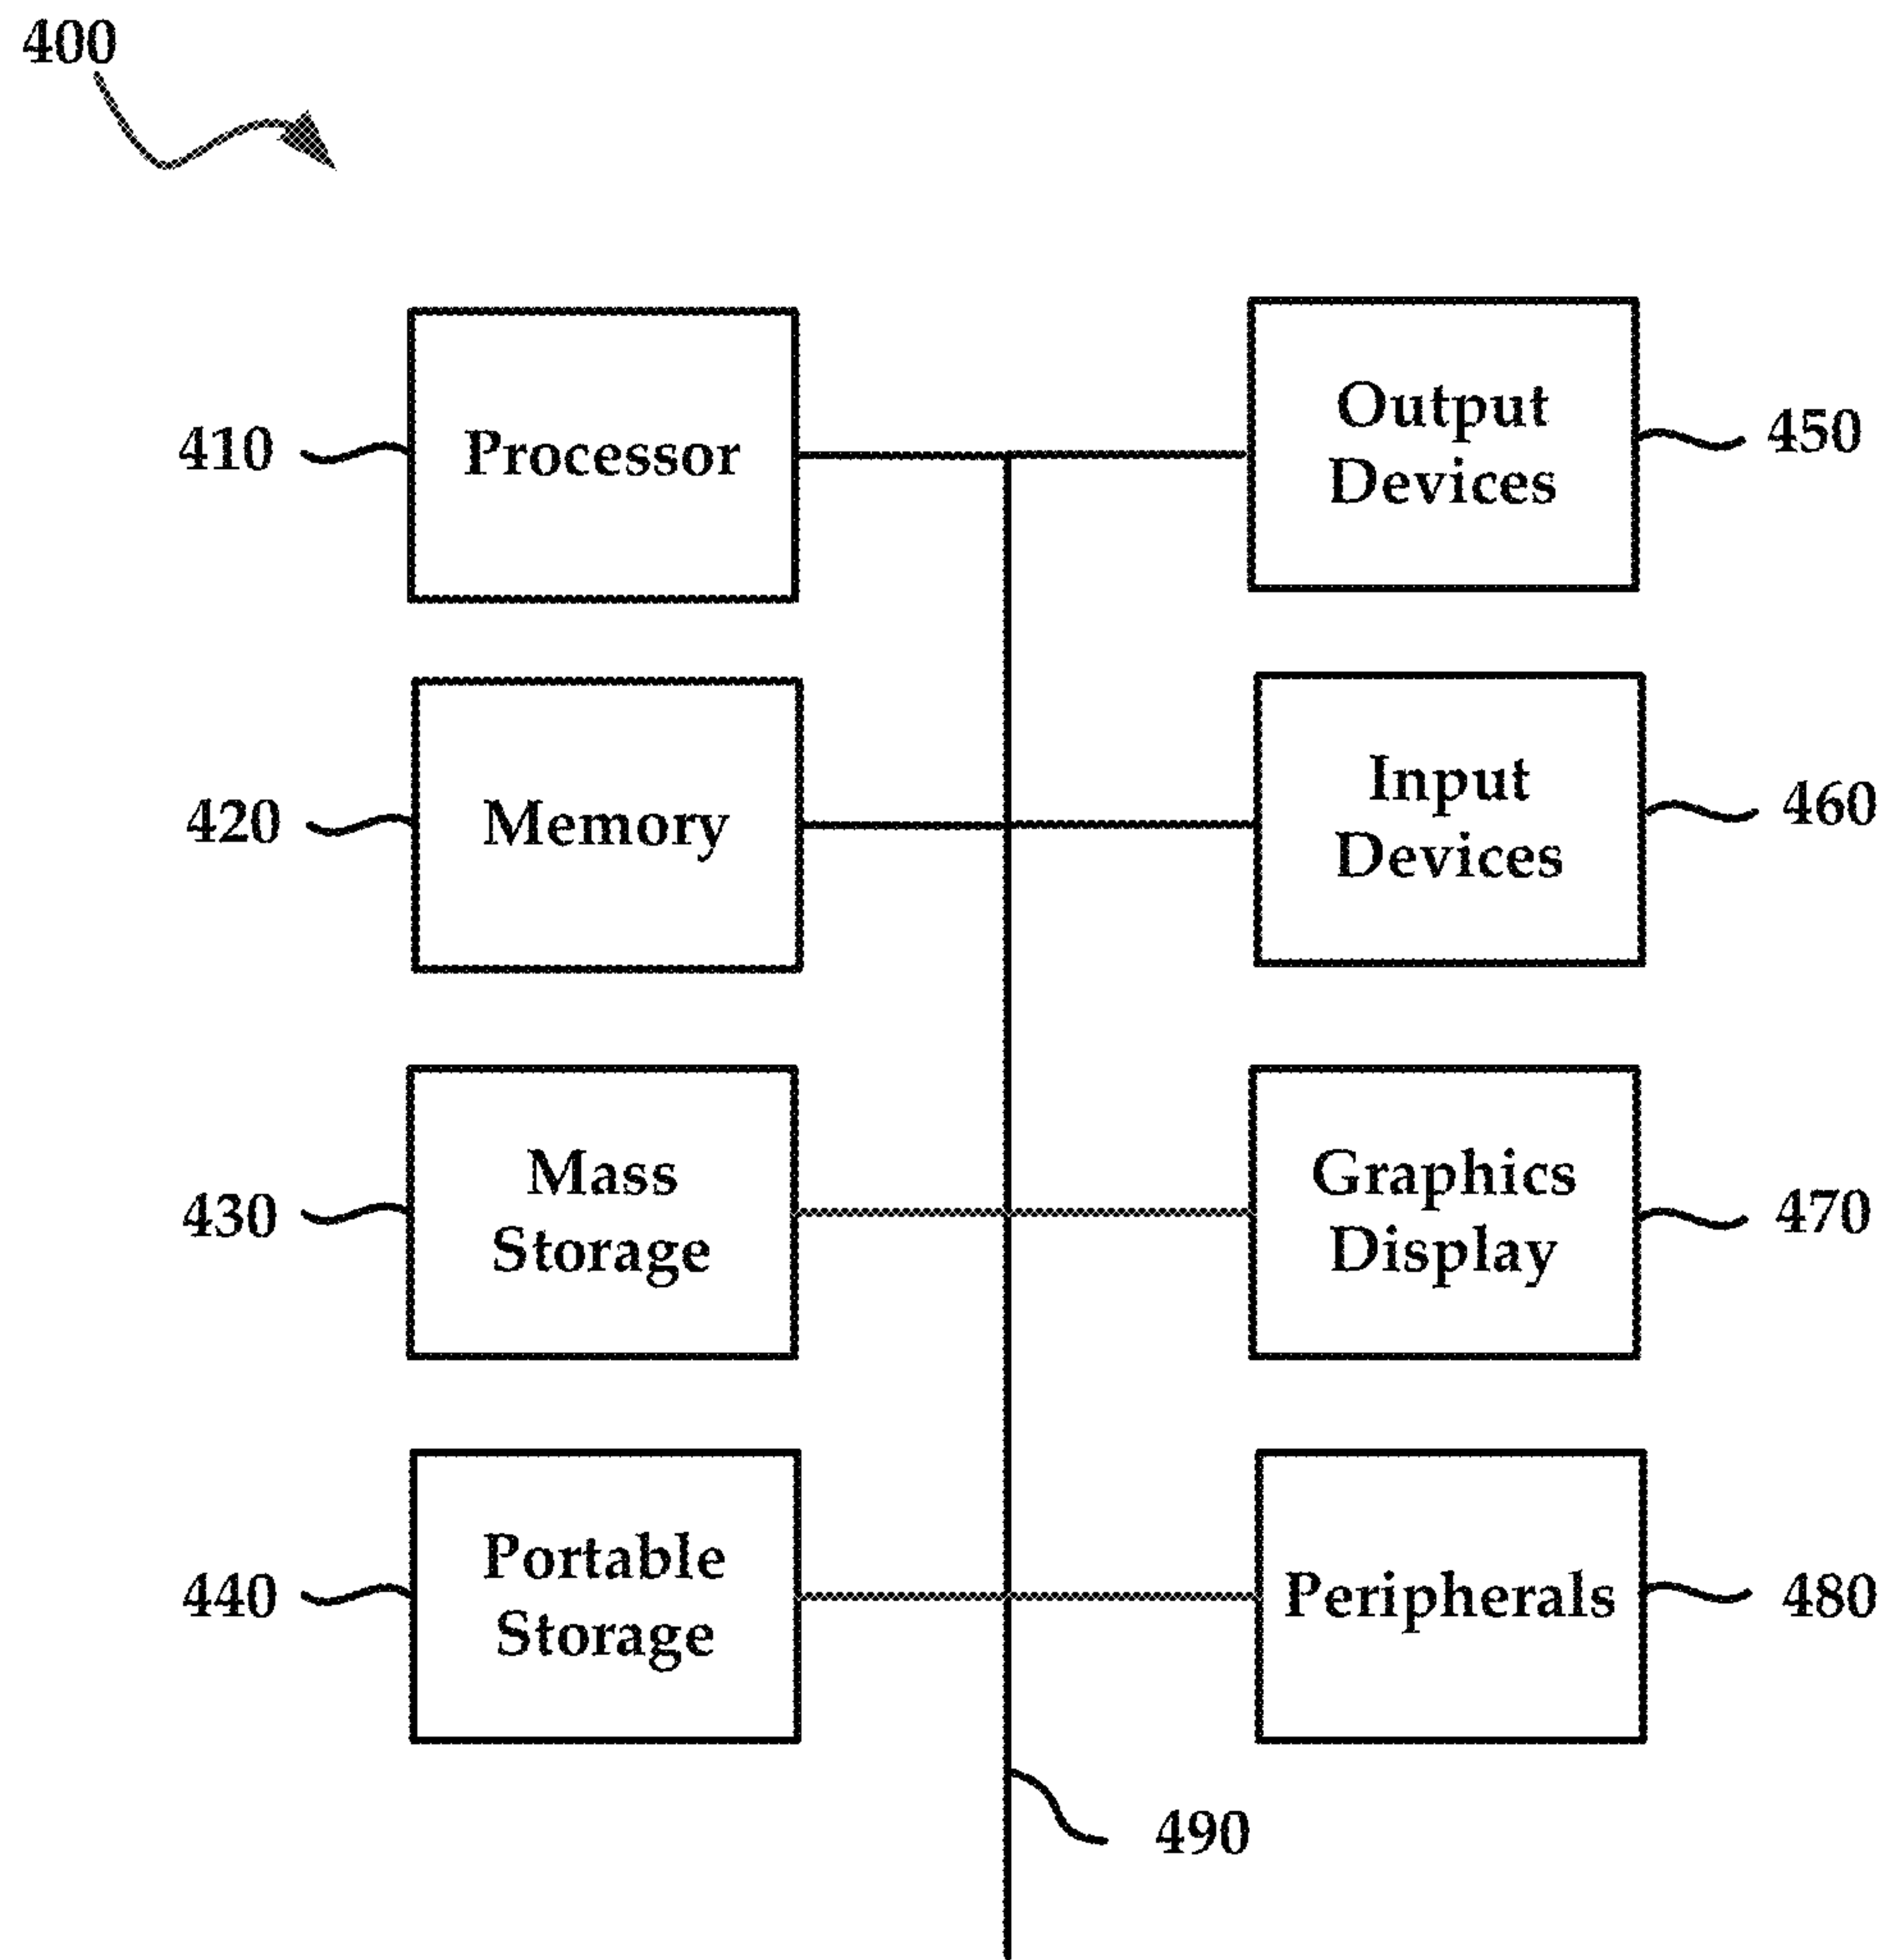 400
410
Processor
Output
Devices
450
420
Memory
Input
Devices
460
430
Mass
Storage
Graphics
Display
470
440
Portable
Storage
Peripherals
480
490